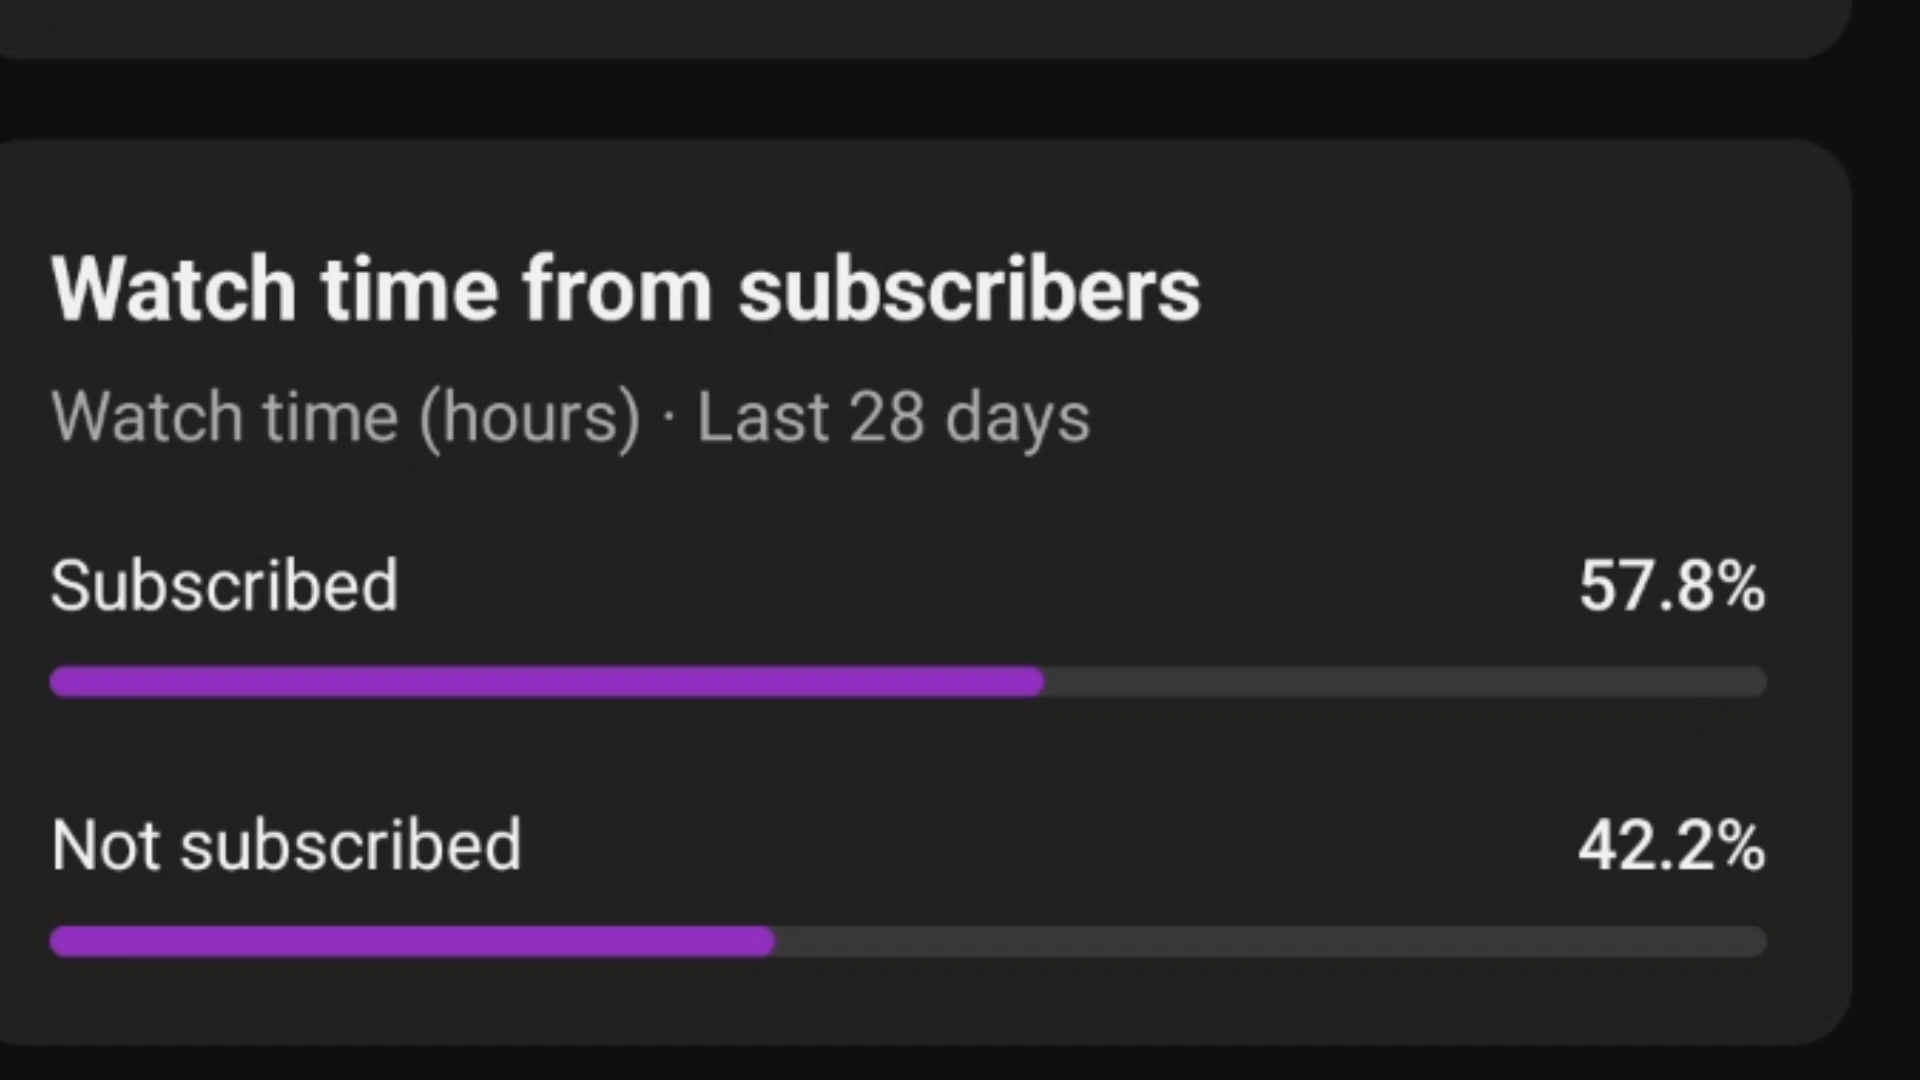 Watch time from subscribers
Watch time (hours) · Last 28 days
Subscribed 57.8%
Not subscribed 42.2%